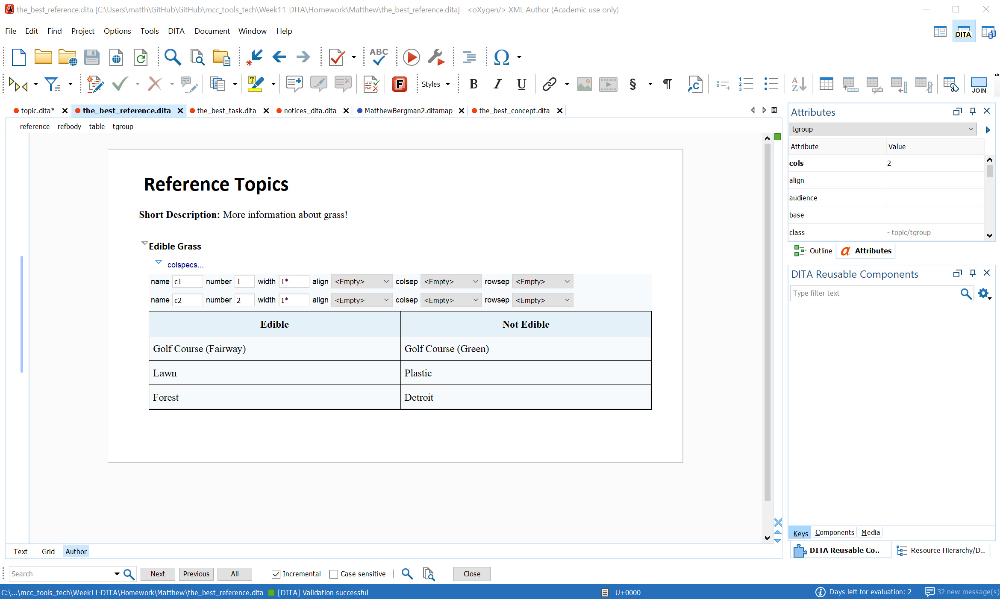 the_best_reference.dita [C:\Users\matth\GitHub\GitHub\mcc_tools_tech\Week11-DITA\Homework\Matthew\the_best_reference.dita] - <oXygen/> XML Author (Academic use only)
File Edit Find Project Options Tools DITA Document Window Help
DITA
ABC
Styles B I U § ¶ JOIN
topic.dita* the_best_reference.dita the_best_task.dita notices_dita.dita MatthewBergman2.ditamap the_best_concept.dita
reference refbody table tgroup
Reference Topics
Short Description: More information about grass!
Edible Grass
colspecs...
name c1 number 1 width 1* align <Empty> colsep <Empty> rowsep <Empty>
name c2 number 2 width 1* align <Empty> colsep <Empty> rowsep <Empty>
Edible Not Edible
Golf Course (Fairway) Golf Course (Green)
Lawn Plastic
Forest Detroit
Text Grid Author
Attributes
tgroup
Attribute Value
cols 2
align
audience
base
class - topic/tgroup
Outline Attributes
DITA Reusable Components
Type filter text
Keys Components Media
DITA Reusable Co.. Resource Hierarchy/D..
Search Next Previous All Incremental Case sensitive Close
C:\...\mcc_tools_tech\Week11-DITA\Homework\Matthew\the_best_reference.dita [DITA] Validation successful U+0000 Days left for evaluation: 2 32 new message(s)